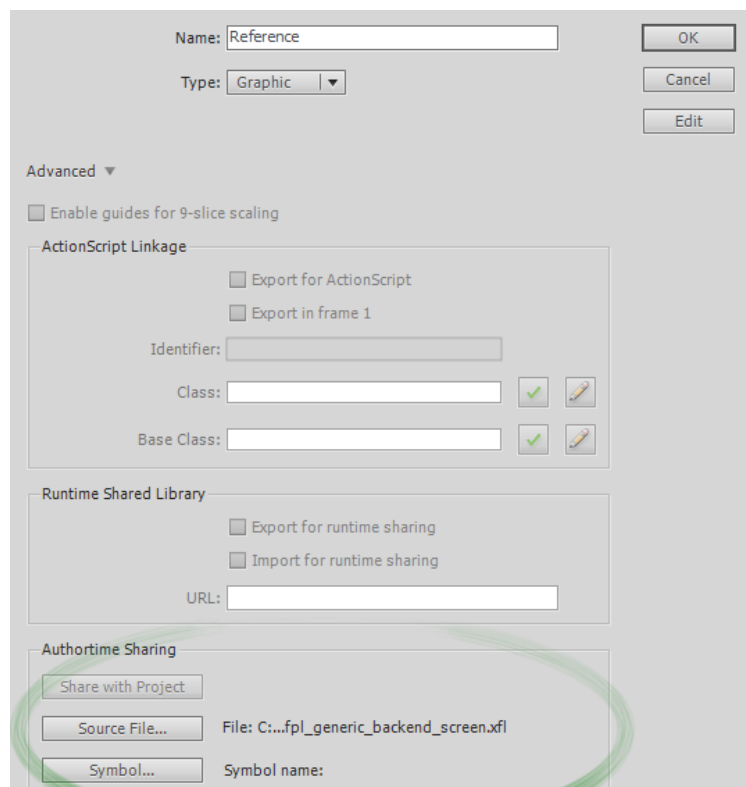 Name: Reference
OK
Type: Graphic
Cancel
Edit
Advanced
Enable guides for 9-slice scaling
ActionScript Linkage
Export for ActionScript
Export in frame 1
Identifier:
Class:
Base Class:
Runtime Shared Library
Export for runtime sharing
Import for runtime sharing
URL:
Authortime Sharing
Share with Project
Source File... File: C:...fpl_generic_backend_screen.xfl
Symbol... Symbol name: